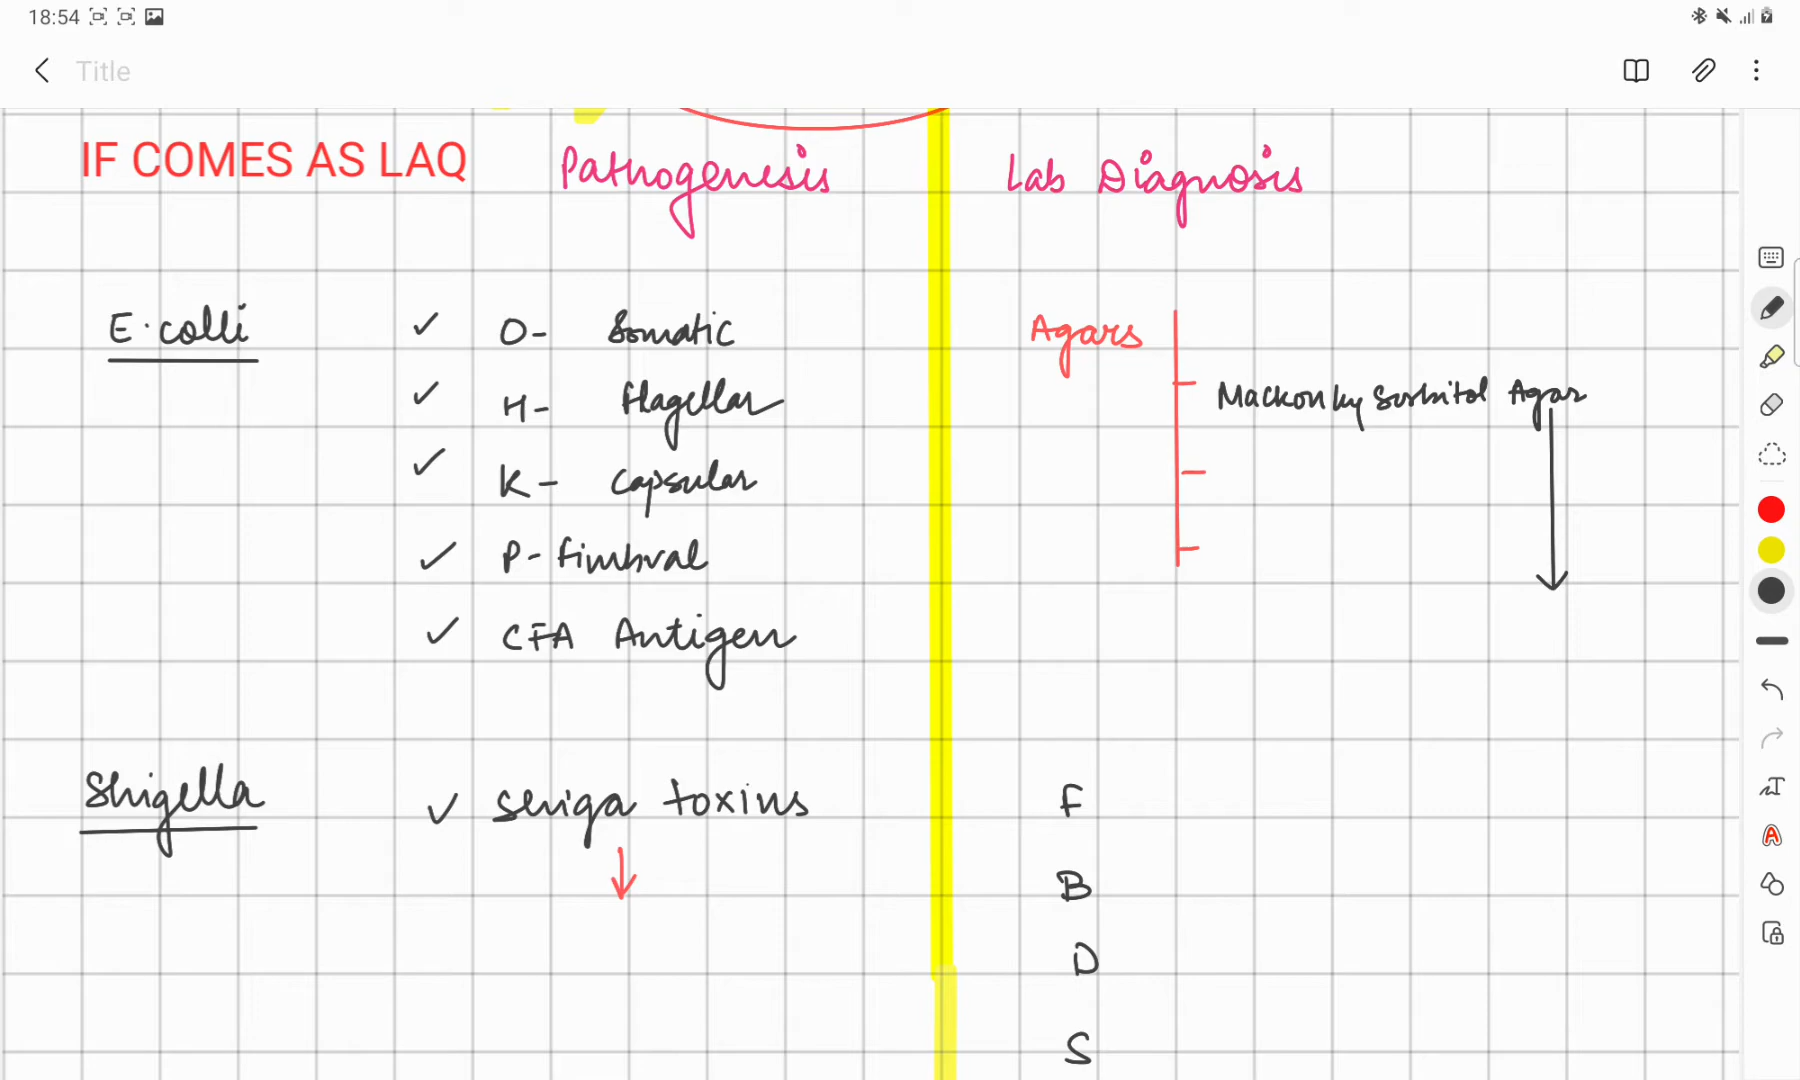 18:54
Title
IF COMES AS LAQ
Pathogenesis
Lab Diagnosis
E.colli
✓ O- Somatic
✓ H- flagellar
✓ K- Capsular
✓ P- fimbral
✓ CFA Antigen
Agars
Mackonky Sorbitol Agar
Shigella
✓ Shiga toxins
F
B
D
S